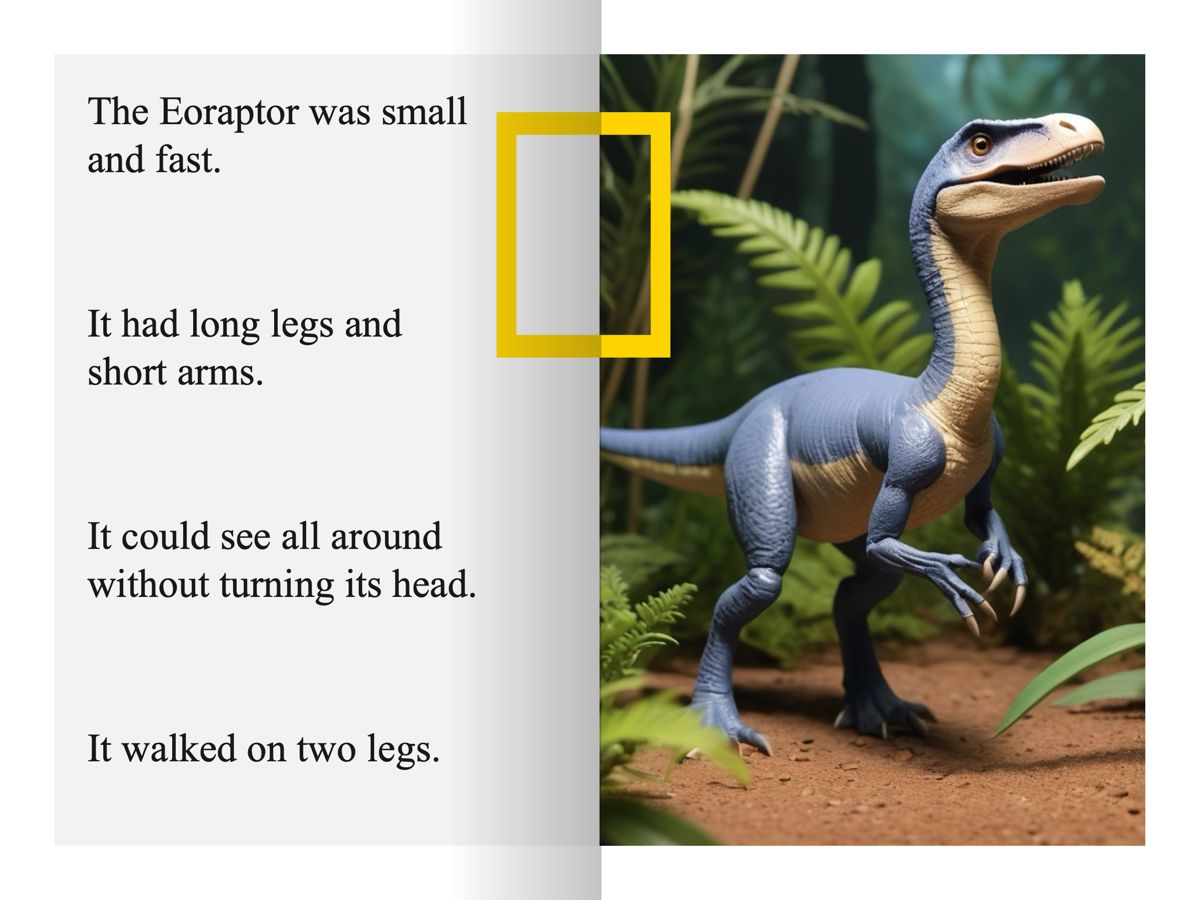 The Eoraptor was small
and fast.
It had long legs and
short arms.
It could see all around
without turning its head.
It walked on two legs.